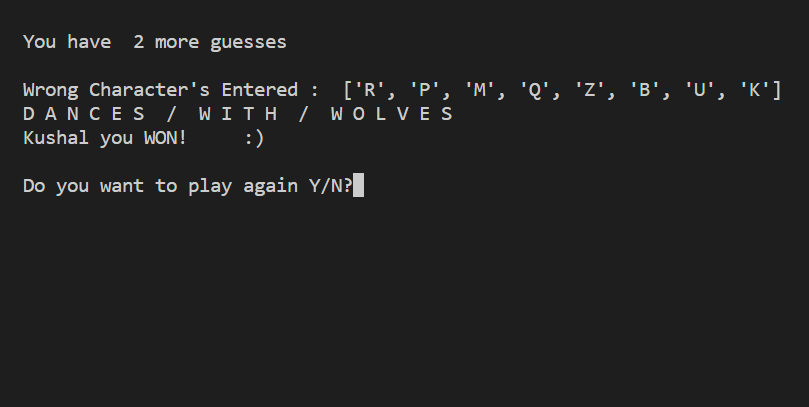 You have  2 more guesses
Wrong Character's Entered :  ['R', 'P', 'M', 'Q', 'Z', 'B', 'U', 'K']
D A N C E S  /  W I T H  /  W O L V E S
Kushal you WON!     :)
Do you want to play again Y/N?